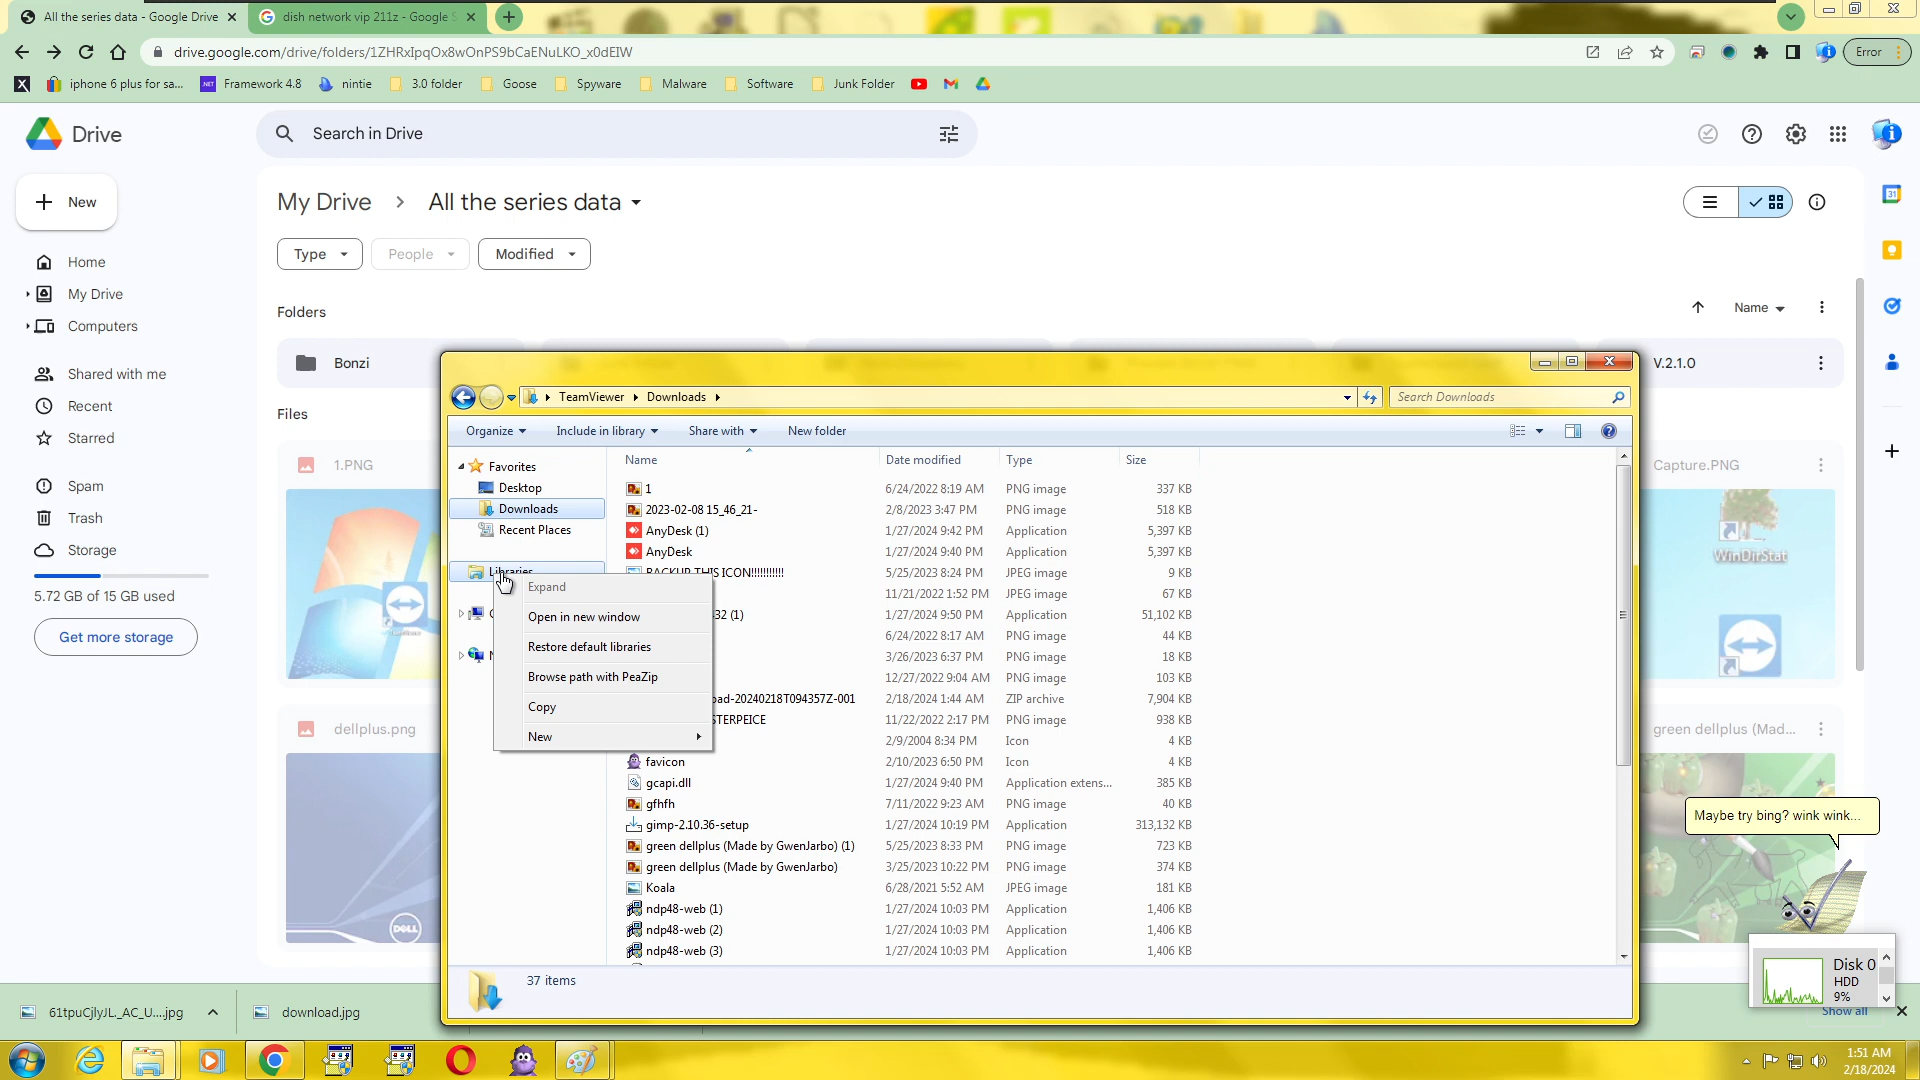 All the series data - Google Drive
dish network vip 211z - Google S
drive.google.com/drive/folders/1ZHRxIpqOx8wOnPS9bCaENuLKO_x0dEIW
Error
X
iphone 6 plus for sa...
.NET
Framework 4.8
nintie
3.0 folder
Goose
Spyware
Malware
Software
Junk Folder
Drive
Search in Drive
New
My Drive
All the series data
31
Type
People
Modified
Home
My Drive
Computers
Folders
Name
Bonzi
V.2.1.0
Shared with me
Recent
Starred
Files
Spam
Trash
Storage
5.72 GB of 15 GB used
Get more storage
1.PNG
Capture.PNG
WinDirStat
dellplus.png
green dellplus (Mad...
DELL
TeamViewer
Downloads
Search Downloads
Organize
Include in library
Share with
New folder
Favorites
Desktop
Downloads
Recent Places
Libraries
Name
Date modified
Type
Size
1 6/24/2022 8:19 AM PNG image 337 KB
2023-02-08 15_46_21- 2/8/2023 3:47 PM PNG image 518 KB
AnyDesk (1) 1/27/2024 9:42 PM Application 5,397 KB
AnyDesk 1/27/2024 9:40 PM Application 5,397 KB
BACKUP THIS ICON!!!!!!!!!!! 5/25/2023 8:24 PM JPEG image 9 KB
11/21/2022 1:52 PM JPEG image 67 KB
32 (1) 1/27/2024 9:50 PM Application 51,102 KB
6/24/2022 8:17 AM PNG image 44 KB
3/26/2023 6:37 PM PNG image 18 KB
12/27/2022 9:04 AM PNG image 103 KB
oad-20240218T094357Z-001 2/18/2024 1:44 AM ZIP archive 7,904 KB
STERPEICE 11/22/2022 2:17 PM PNG image 938 KB
2/9/2004 8:34 PM Icon 4 KB
favicon 2/10/2023 6:50 PM Icon 4 KB
gcapi.dll 1/27/2024 9:40 PM Application extens... 385 KB
gfhfh 7/11/2022 9:23 AM PNG image 40 KB
gimp-2.10.36-setup 1/27/2024 10:19 PM Application 313,132 KB
green dellplus (Made by GwenJarbo) (1) 5/25/2023 8:33 PM PNG image 723 KB
green dellplus (Made by GwenJarbo) 3/25/2023 10:22 PM PNG image 374 KB
Koala 6/28/2021 5:52 AM JPEG image 181 KB
ndp48-web (1) 1/27/2024 10:03 PM Application 1,406 KB
ndp48-web (2) 1/27/2024 10:03 PM Application 1,406 KB
ndp48-web (3) 1/27/2024 10:03 PM Application 1,406 KB
37 items
Expand
Open in new window
Restore default libraries
Browse path with PeaZip
Copy
New
Maybe try bing? wink wink...
Disk 0
HDD
9%
61tpuCjlyJL._AC_U....jpg
download.jpg
Show all
1:51 AM
2/18/2024